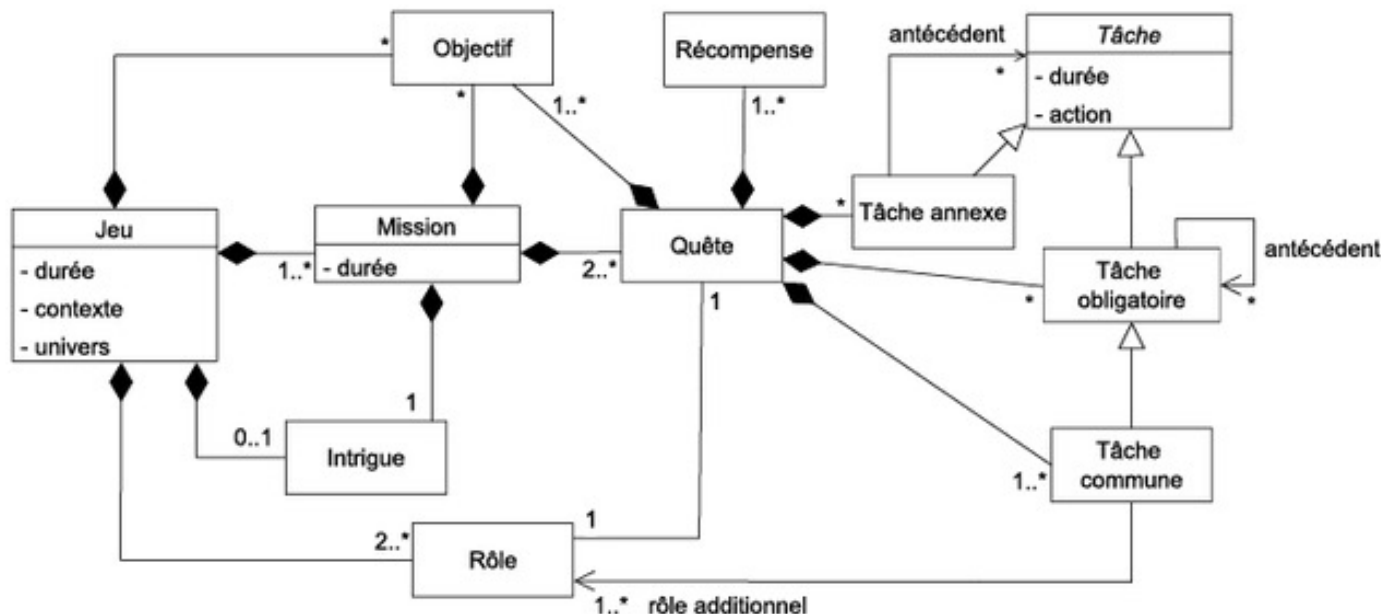 Objectif
Récompense
antécédent
Tâche
- durée
- action
*
*
*
1..*
1..*
Tâche annexe
*
Jeu
- durée
- contexte
- univers
1..*
Mission
- durée
2..*
Quête
1
*
Tâche
obligatoire
antécédent
*
0..1
1
Intrigue
1..*
Tâche
commune
2..*
Rôle
1
1..* rôle additionnel